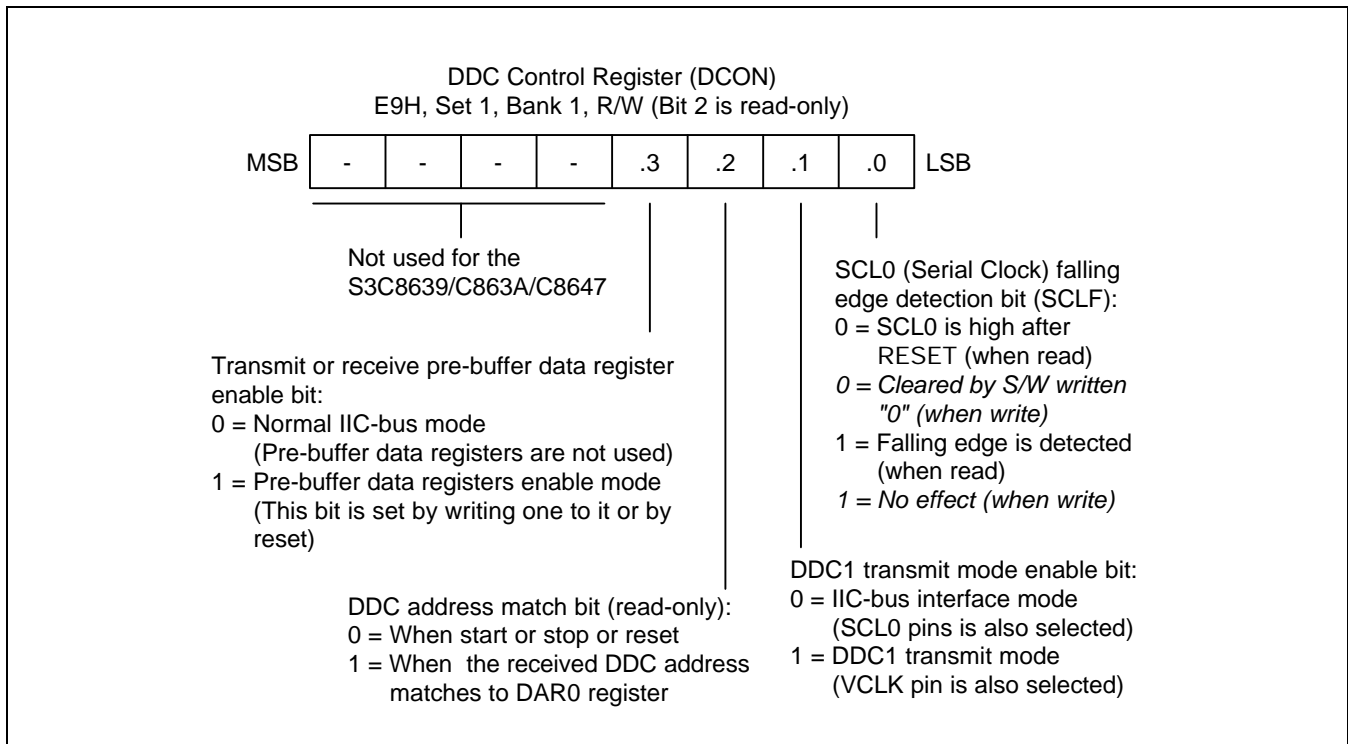 DDC Control Register (DCON)
E9H, Set 1, Bank 1, R/W (Bit 2 is read-only)
MSB - - - - .3 .2 .1 .0 LSB
Not used for the
S3C8639/C863A/C8647
Transmit or receive pre-buffer data register
enable bit:
0 = Normal IIC-bus mode
(Pre-buffer data registers are not used)
1 = Pre-buffer data registers enable mode
(This bit is set by writing one to it or by
reset)
DDC address match bit (read-only):
0 = When start or stop or reset
1 = When the received DDC address
matches to DAR0 register
SCL0 (Serial Clock) falling
edge detection bit (SCLF):
0 = SCL0 is high after
RESET (when read)
0 = Cleared by S/W written
"0" (when write)
1 = Falling edge is detected
(when read)
1 = No effect (when write)
DDC1 transmit mode enable bit:
0 = IIC-bus interface mode
(SCL0 pins is also selected)
1 = DDC1 transmit mode
(VCLK pin is also selected)